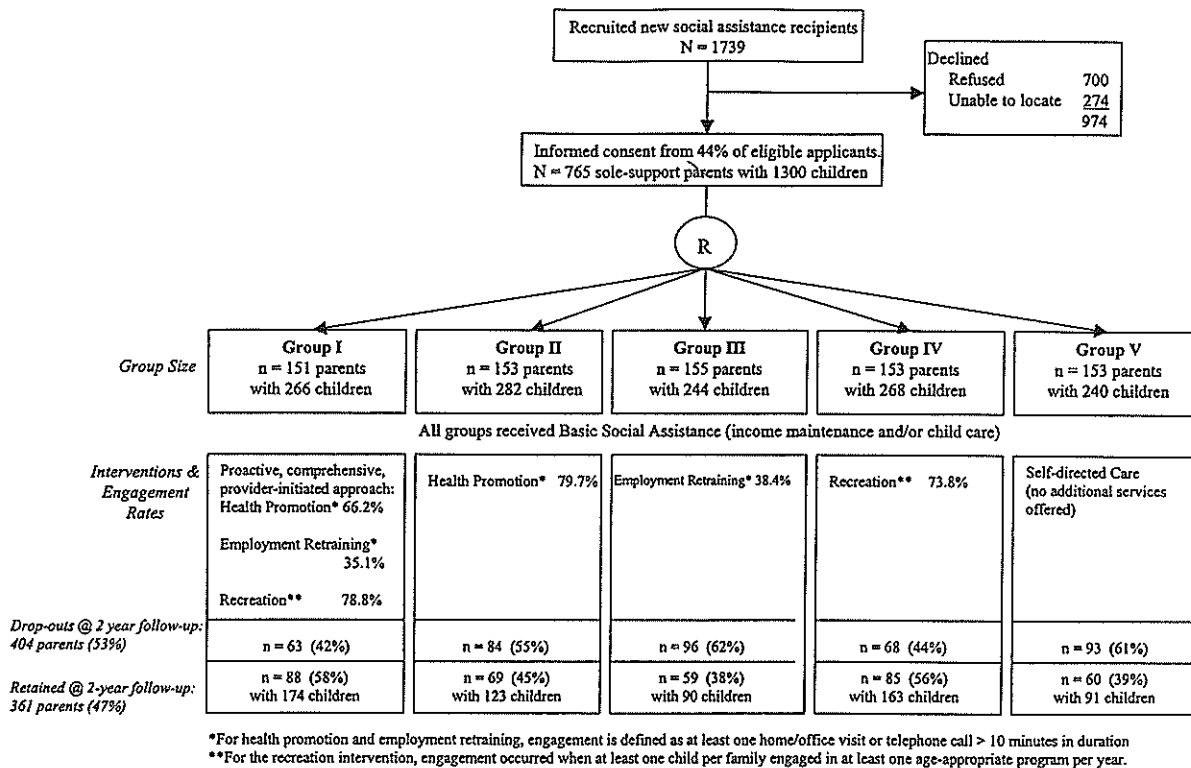 Recruited new social assistance recipients
N = 1739
Declined
Refused 700
Unable to locate 274
974
Informed consent from 44% of eligible applicants.
N = 765 sole-support parents with 1300 children
R
Group Size
Group I
n = 151 parents
with 266 children
Group II
n = 153 parents
with 282 children
Group III
n = 155 parents
with 244 children
Group IV
n = 153 parents
with 268 children
Group V
n = 153 parents
with 240 children
All groups received Basic Social Assistance (income maintenance and/or child care)
Interventions &
Engagement
Rates
Proactive, comprehensive,
provider-initiated approach:
Health Promotion* 66.2%
Employment Retraining*
35.1%
Recreation** 78.8%
Health Promotion* 79.7%
Employment Retraining* 38.4%
Recreation** 73.8%
Self-directed Care
(no additional services
offered)
Drop-outs @ 2 year follow-up:
404 parents (53%)
n = 63 (42%)
n = 84 (55%)
n = 96 (62%)
n = 68 (44%)
n = 93 (61%)
Retained @ 2-year follow-up:
361 parents (47%)
n = 88 (58%)
with 174 children
n = 69 (45%)
with 123 children
n = 59 (38%)
with 90 children
n = 85 (56%)
with 163 children
n = 60 (39%)
with 91 children
*For health promotion and employment retraining, engagement is defined as at least one home/office visit or telephone call > 10 minutes in duration
**For the recreation intervention, engagement occurred when at least one child per family engaged in at least one age-appropriate program per year.